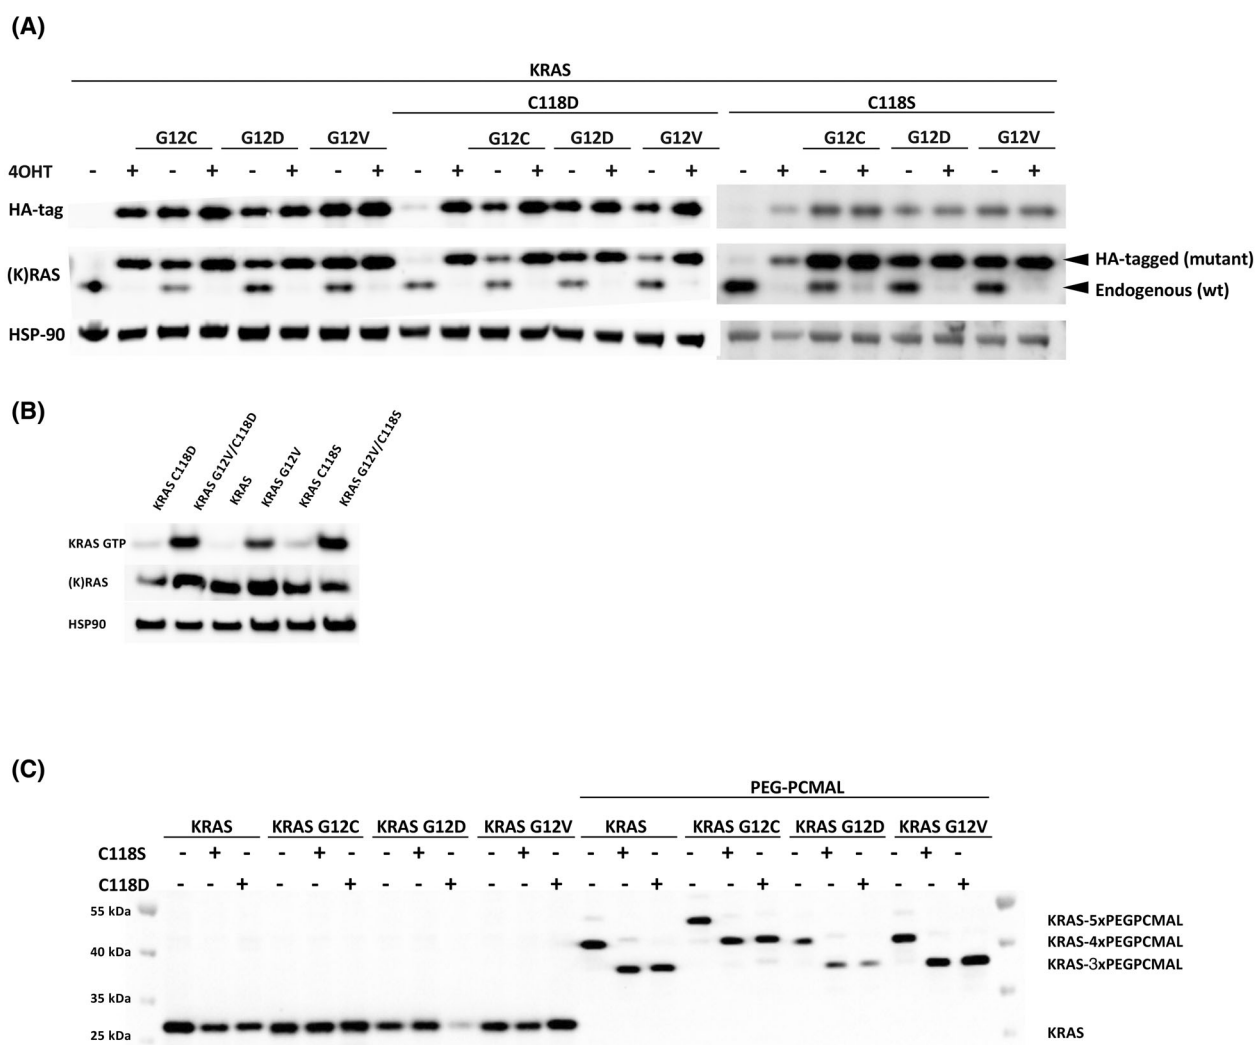 (A)
KRAS
C118D C118S
G12C G12D G12V G12C G12D G12V G12C G12D G12V
4OHT - + - + - + - + - + - + - + - + - + - + - + - +
HA-tag
(K)RAS
HA-tagged (mutant)
Endogenous (wt)
HSP-90
(B)
KRAS C118D
KRAS G12V/C118D
KRAS
KRAS G12V
KRAS C118S
KRAS G12V/C118S
KRAS GTP
(K)RAS
HSP90
(C)
PEG-PCMAL
KRAS KRAS G12C KRAS G12D KRAS G12V KRAS KRAS G12C KRAS G12D KRAS G12V
C118S - + - - + - - + - - + - - + - - + - - + - - + -
C118D - - + - - + - - + - - + - - + - - + - - + - - +
55 kDa
KRAS-5xPEGPCMAL
KRAS-4xPEGPCMAL
40 kDa
KRAS-3xPEGPCMAL
35 kDa
25 kDa
KRAS